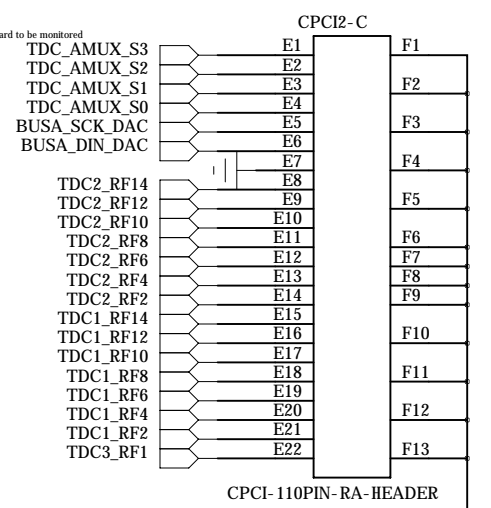 CPCI2-C
ard to be monitored
TDC_AMUX_S3 E1 F1
TDC_AMUX_S2 E2
TDC_AMUX_S1 E3 F2
TDC_AMUX_S0 E4
BUSA_SCK_DAC E5 F3
BUSA_DIN_DAC E6
E7 F4
TDC2_RF14 E8
TDC2_RF12 E9 F5
TDC2_RF10 E10
TDC2_RF8 E11 F6
TDC2_RF6 E12 F7
TDC2_RF4 E13 F8
TDC2_RF2 E14 F9
TDC1_RF14 E15
TDC1_RF12 E16 F10
TDC1_RF10 E17
TDC1_RF8 E18 F11
TDC1_RF6 E19
TDC1_RF4 E20 F12
TDC1_RF2 E21
TDC3_RF1 E22 F13
CPCI-110PIN-RA-HEADER